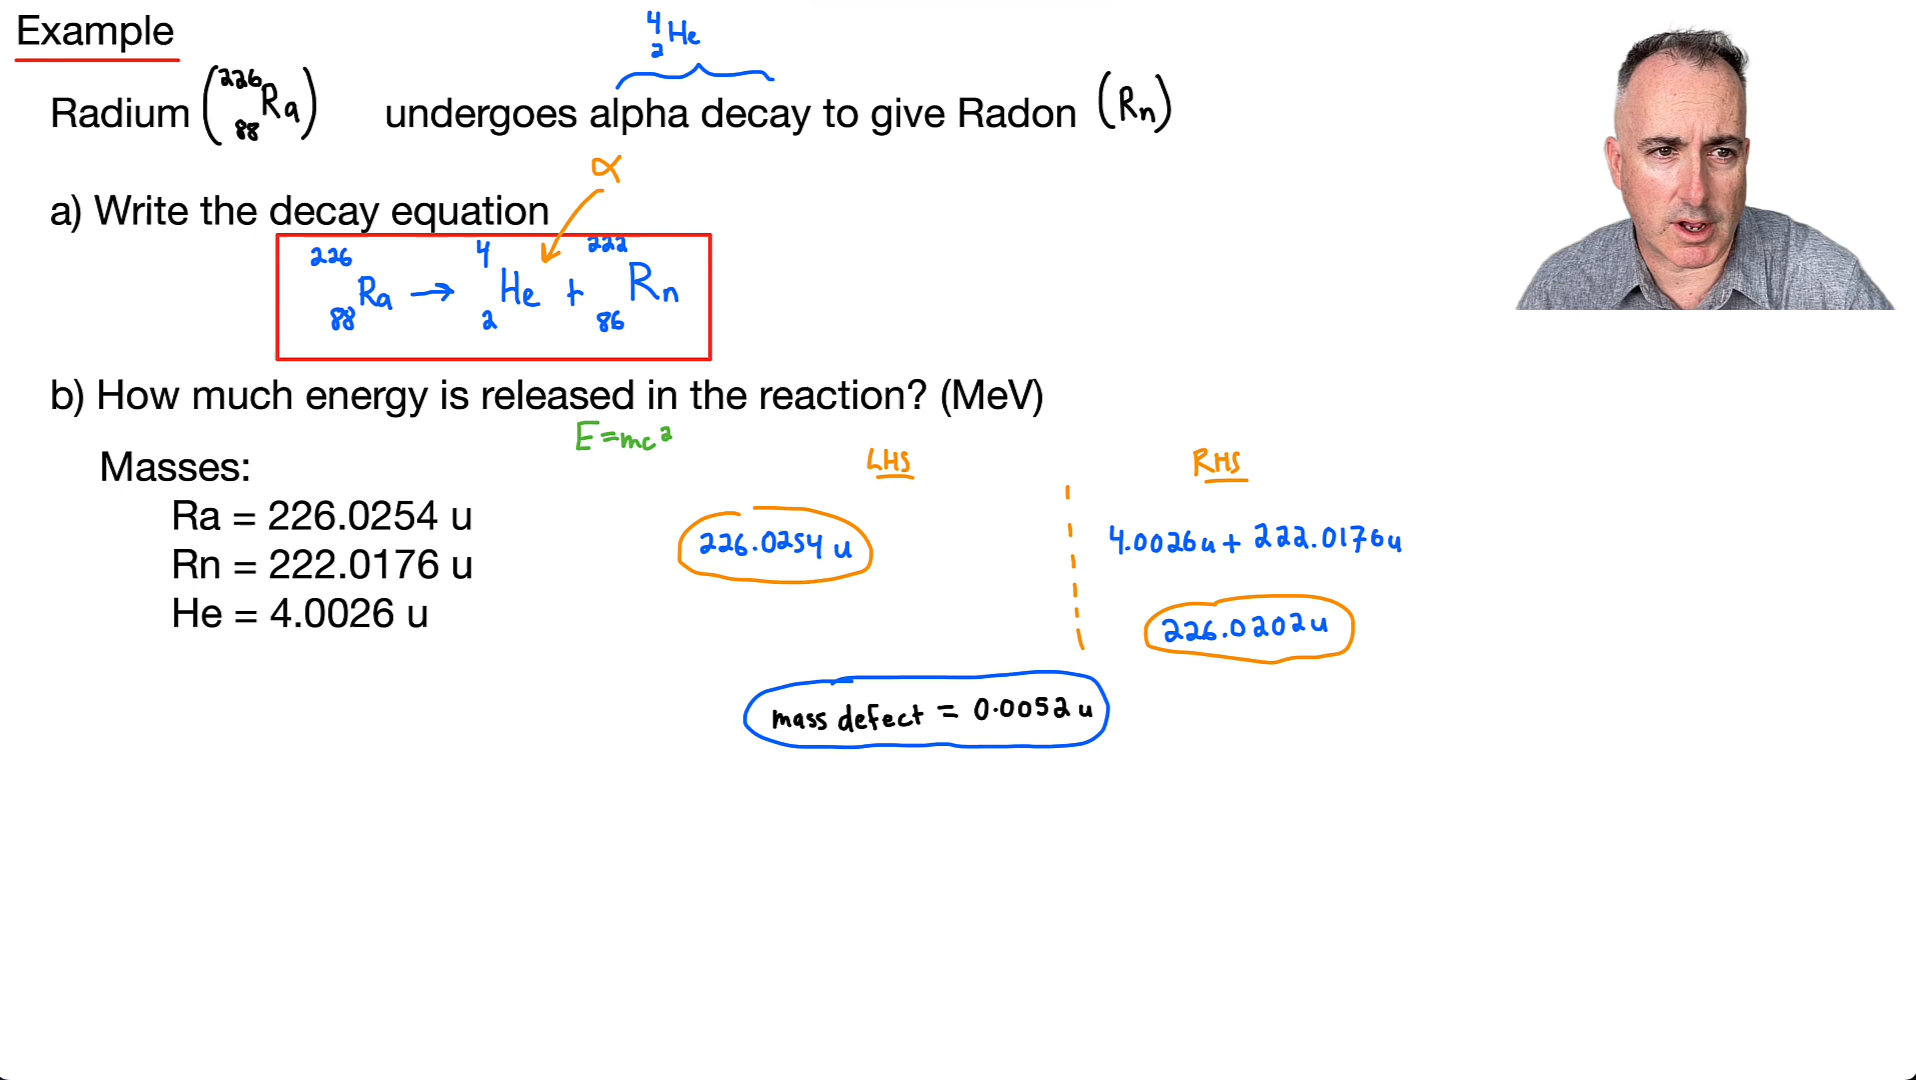 Example
⁴₂He
Radium (²²⁶₈₈Ra) undergoes alpha decay to give Radon (Rn)
α
a) Write the decay equation
²²⁶₈₈Ra → ⁴₂He + ²²²₈₆Rn
b) How much energy is released in the reaction? (MeV)
E=mc²
Masses:
LHS RHS
Ra = 226.0254 u
226.0254 u 4.0026u + 222.0176u
Rn = 222.0176 u
He = 4.0026 u
226.0202u
mass defect = 0.0052 u